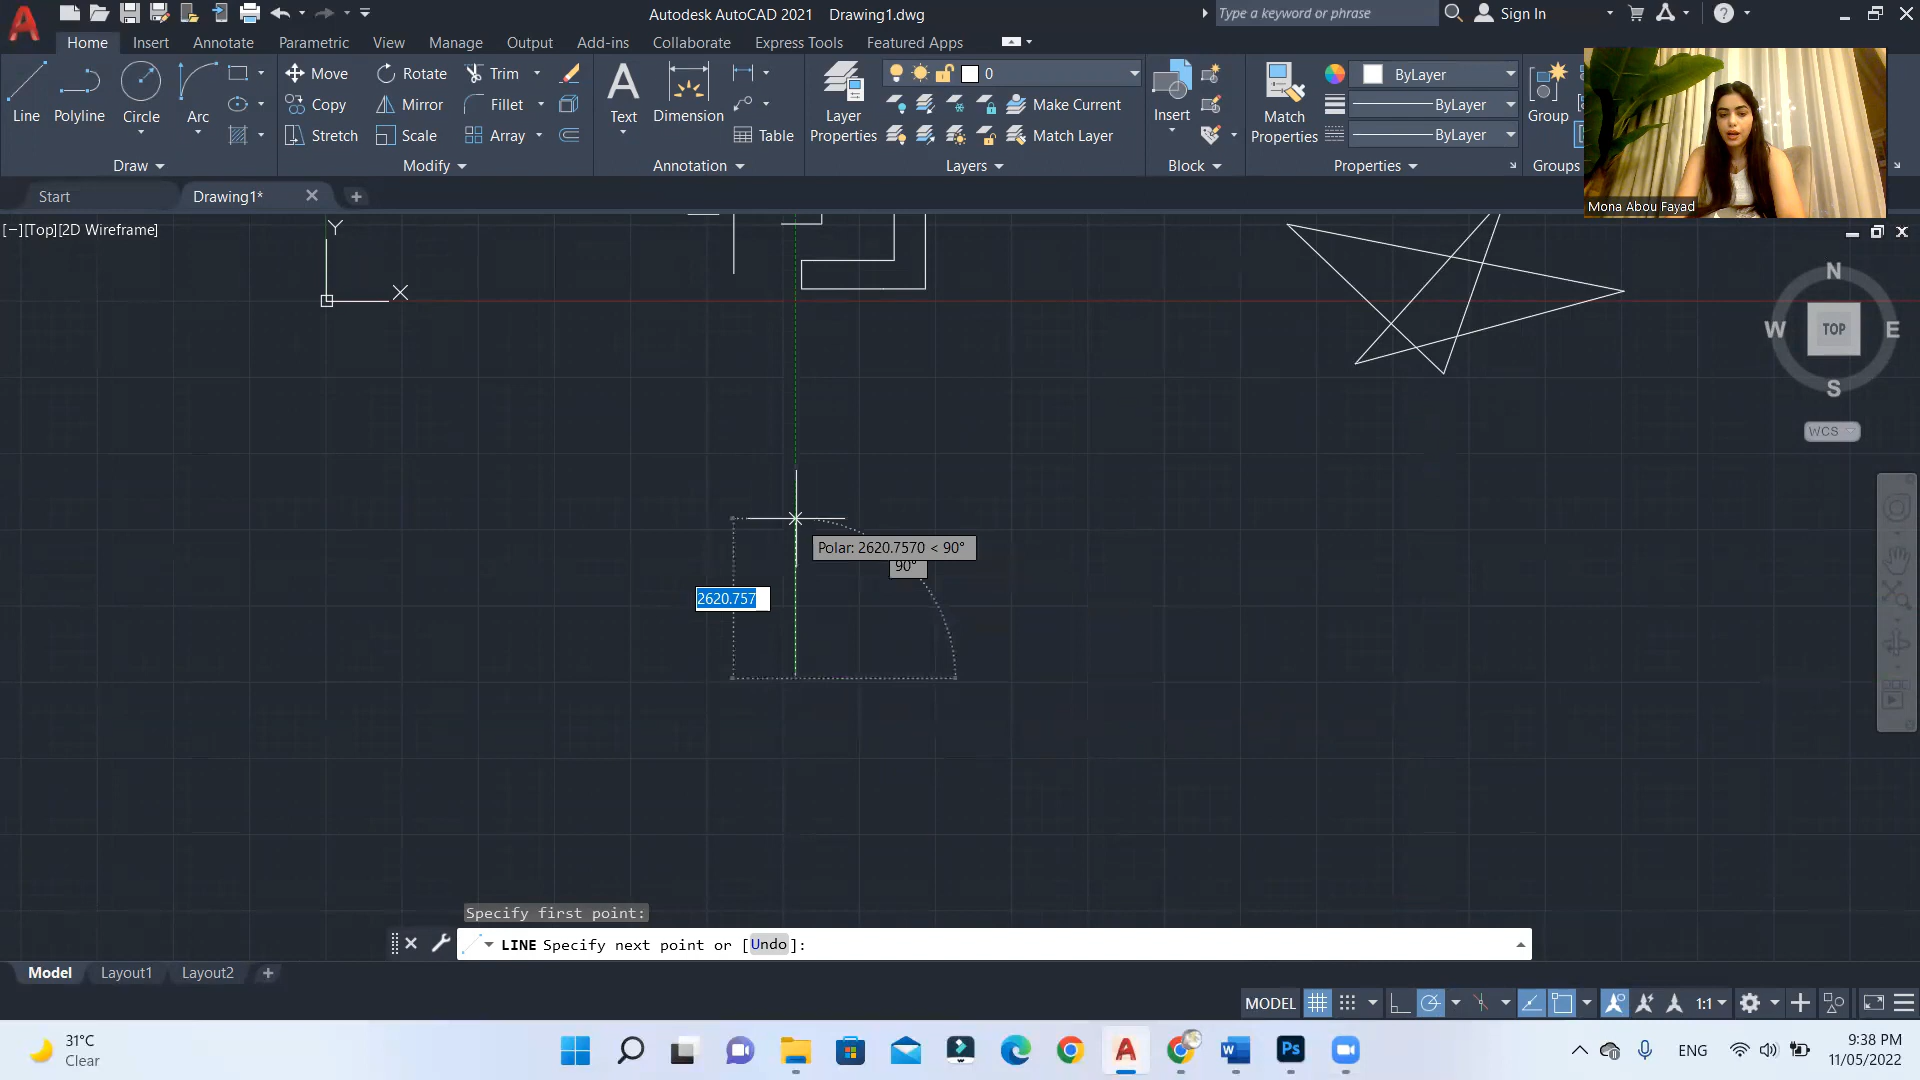 Autodesk AutoCAD 2021 Drawing1.dwg
Type a keyword or phrase
Sign In
Home Insert Annotate Parametric View Manage Output Add-ins Collaborate Express Tools Featured Apps
Line
Polyline
Circle
Arc
Draw
Move
Copy
Stretch
Rotate
Mirror
Scale
Trim
Fillet
Array
Modify
Text
Dimension
Table
Annotation
Layer
Properties
0
Make Current
Match Layer
Layers
Insert
Block
Match
Properties
ByLayer
ByLayer
ByLayer
Properties
Group
Groups
Mona Abou Fayad
Start
Drawing1*
[−][Top][2D Wireframe]
Y
X
N
W
TOP
E
S
WCS
Polar: 2620.7570 < 90°
90°
2620.757
Specify first point:
LINE Specify next point or [Undo]:
Model Layout1 Layout2
MODEL
1:1
31°C
Clear
ENG
9:38 PM
11/05/2022